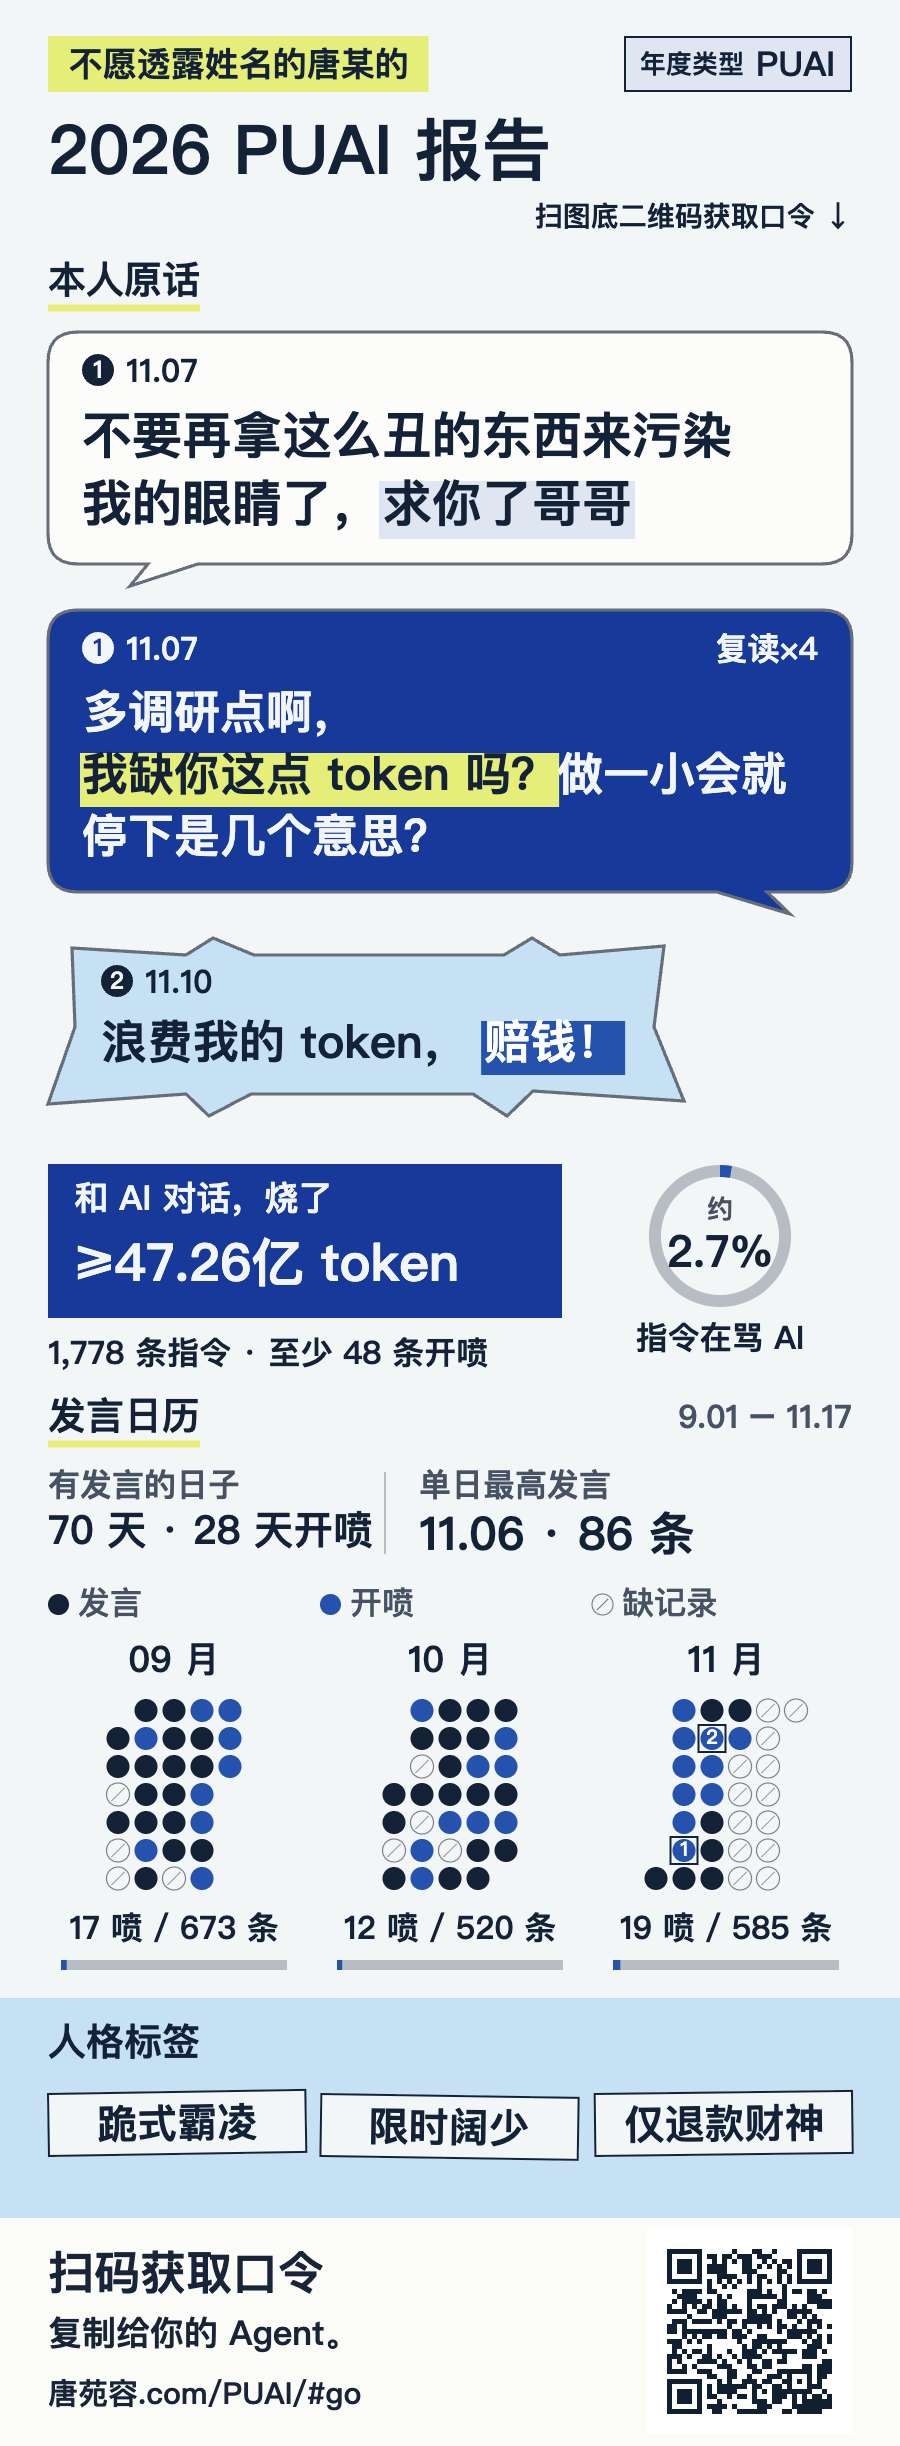 不愿透露姓名的唐某的
年度类型 PUAI
2026 PUAI 报告
扫图底二维码获取口令 ↓
本人原话
1 11.07
不要再拿这么丑的东西来污染
我的眼睛了，求你了哥哥
1 11.07
复读×4
多调研点啊，
我缺你这点 token 吗？做一小会就
停下是几个意思？
2 11.10
浪费我的 token，赔钱！
和 AI 对话，烧了
≥47.26亿 token
1,778 条指令 · 至少 48 条开喷
约
2.7%
指令在骂 AI
发言日历
9.01 — 11.17
有发言的日子
70 天 · 28 天开喷
单日最高发言
11.06 · 86 条
发言
开喷
缺记录
09 月
10 月
11 月
2
1
17 喷 / 673 条
12 喷 / 520 条
19 喷 / 585 条
人格标签
跪式霸凌
限时阔少
仅退款财神
扫码获取口令
复制给你的 Agent。
唐苑容.com/PUAI/#go